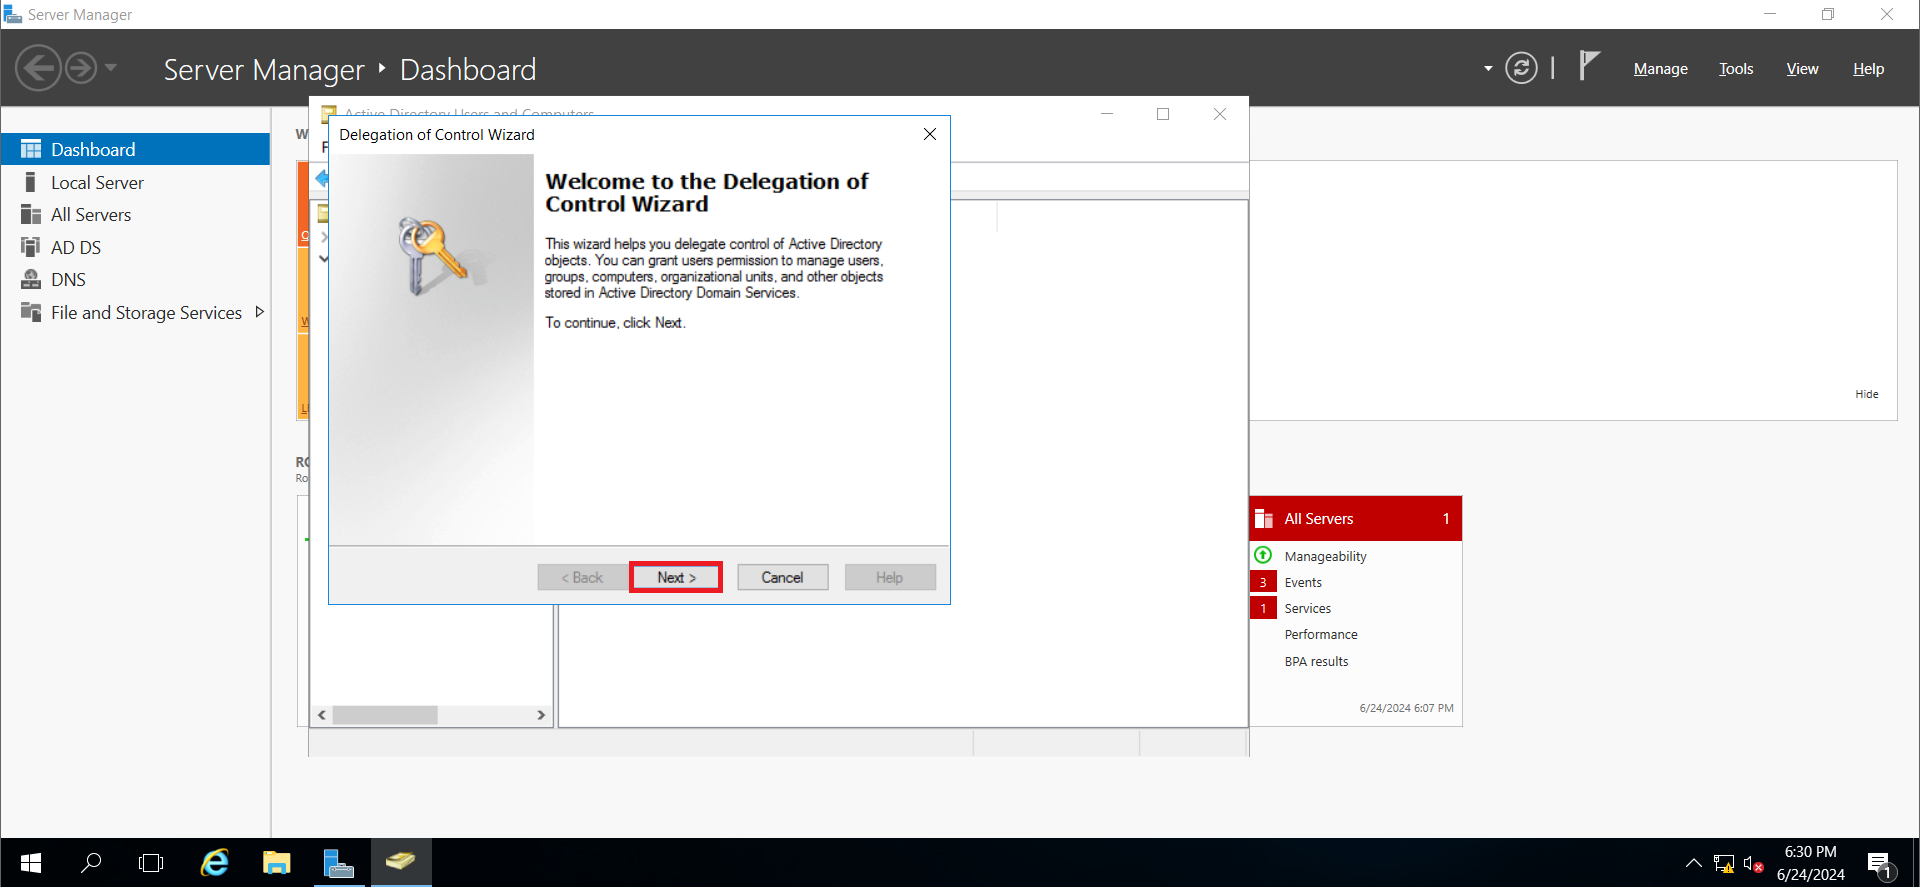 Server Manager
Server Manager ‣ Dashboard
Manage
Tools
View
Help
Dashboard
Local Server
All Servers
AD DS
DNS
File and Storage Services
W
Active Directory Users and Computers
F
Delegation of Control Wizard
Welcome to the Delegation of
Control Wizard
This wizard helps you delegate control of Active Directory
objects. You can grant users permission to manage users,
groups, computers, organizational units, and other objects
stored in Active Directory Domain Services.
To continue, click Next.
< Back
Next >
Cancel
Help
Hide
Ro
All Servers 1
Manageability
3 Events
1 Services
Performance
BPA results
6/24/2024 6:07 PM
6:30 PM
6/24/2024
1